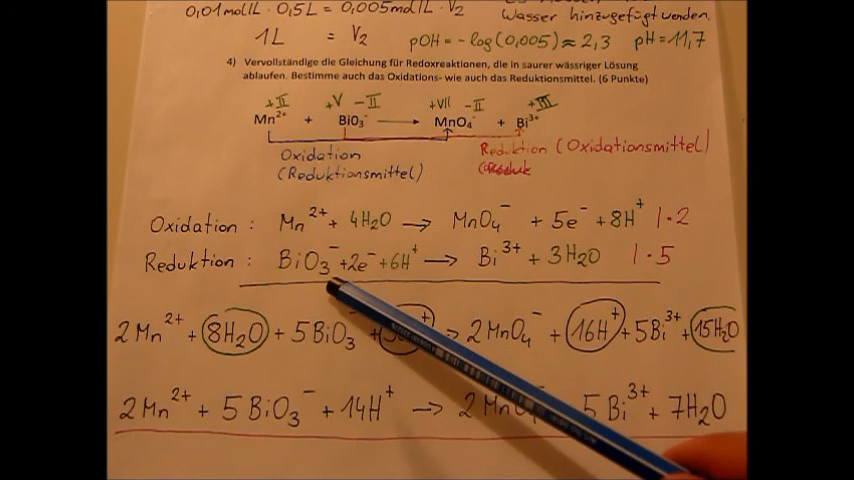 0,01mol/L · 0,5L = 0,005mol/L · V₂
Wasser hinzugefügt werden.
1L = V₂ pOH = -log(0,005) ≈ 2,3 pH = 11,7
4) Vervollständige die Gleichung für Redoxreaktionen, die in saurer wässriger Lösung
ablaufen. Bestimme auch das Oxidations- wie auch das Reduktionsmittel. (6 Punkte)
+II +V -II +VII -II +III
Mn²⁺ + BiO₃⁻ → MnO₄⁻ + Bi³⁺
Oxidation Reduktion (Oxidationsmittel)
(Reduktionsmittel)
Oxidation : Mn²⁺ + 4H₂O → MnO₄⁻ + 5e⁻ + 8H⁺ | · 2
Reduktion : BiO₃⁻ + 2e⁻ + 6H⁺ → Bi³⁺ + 3H₂O | · 5
2Mn²⁺ + 8H₂O + 5BiO₃⁻ + → 2MnO₄⁻ + 16H⁺ + 5Bi³⁺ + 15H₂O
2Mn²⁺ + 5BiO₃⁻ + 14H⁺ → 2 5Bi³⁺ + 7H₂O